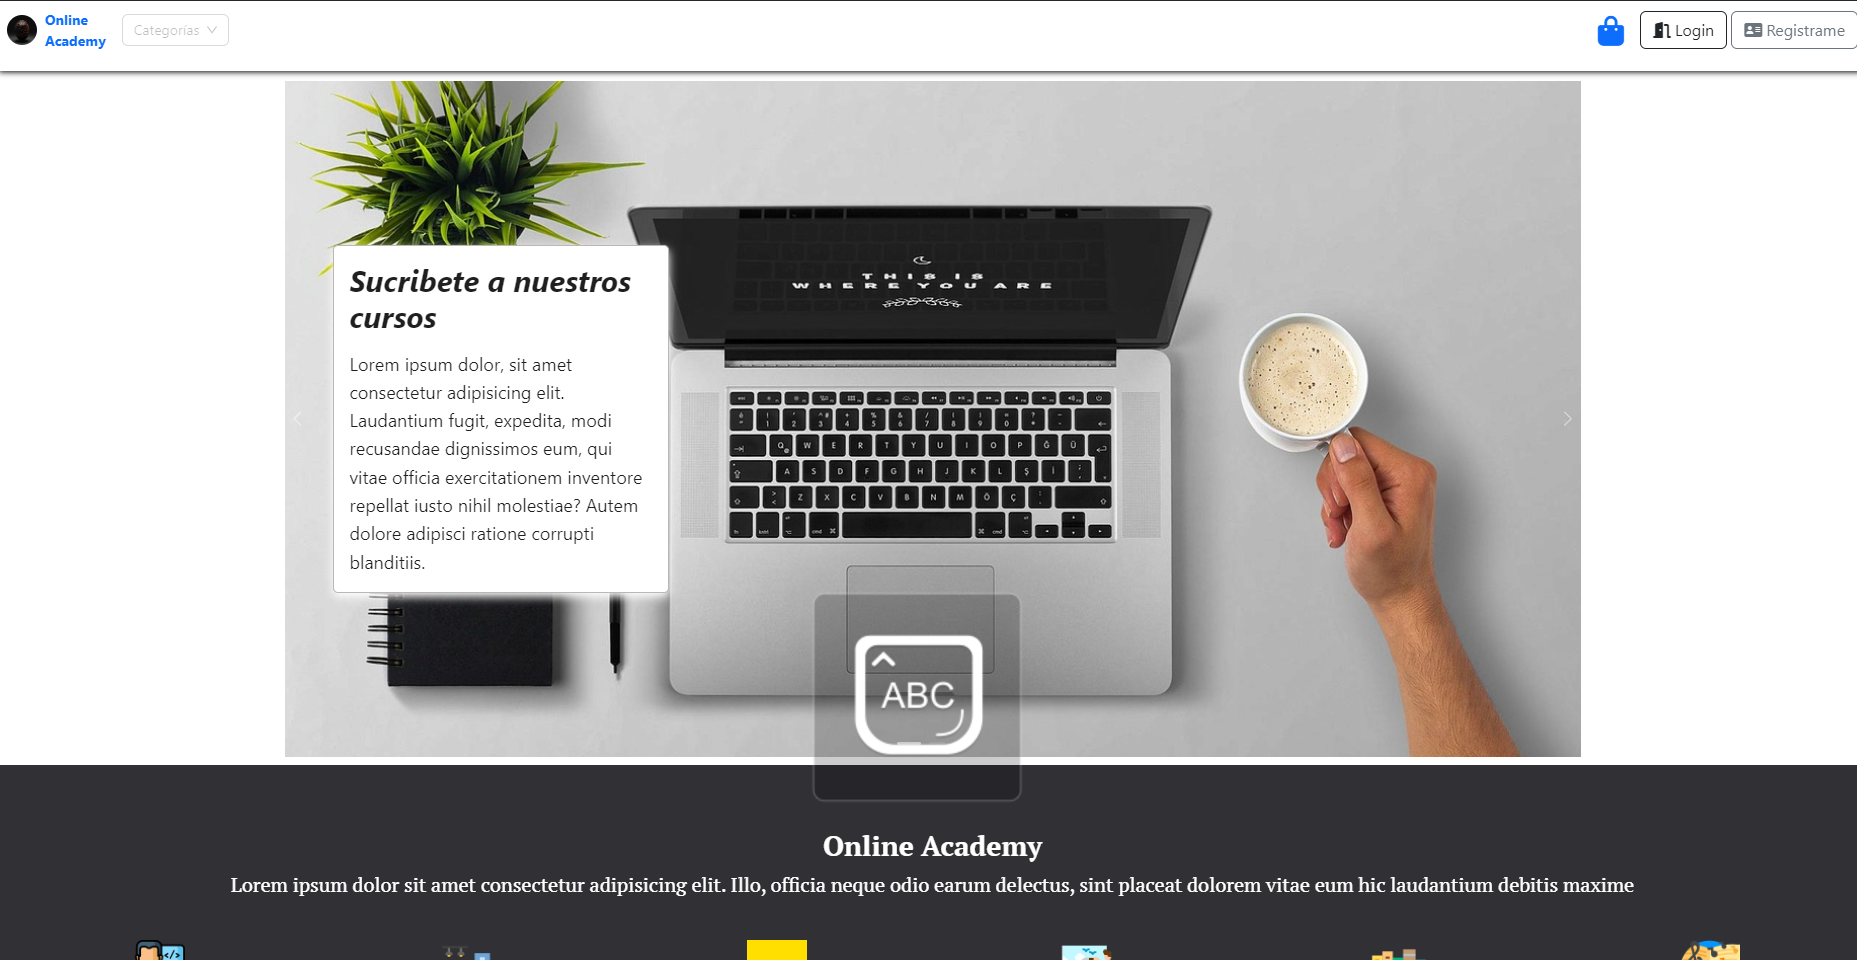 Online
Academy
Categorías
Login
Registrame
THIS IS
WHERE YOU ARE
Sucribete a nuestros
cursos
Lorem ipsum dolor, sit amet
consectetur adipisicing elit.
Laudantium fugit, expedita, modi
recusandae dignissimos eum, qui
vitae officia exercitationem inventore
repellat iusto nihil molestiae? Autem
dolore adipisci ratione corrupti
blanditiis.
Q W E R T Y U I O P Ğ Ü
A S D F G H J K L Ş İ
Z X C V B N M Ö Ç
ABC
Online Academy
Lorem ipsum dolor sit amet consectetur adipisicing elit. Illo, officia neque odio earum delectus, sint placeat dolorem vitae eum hic laudantium debitis maxime